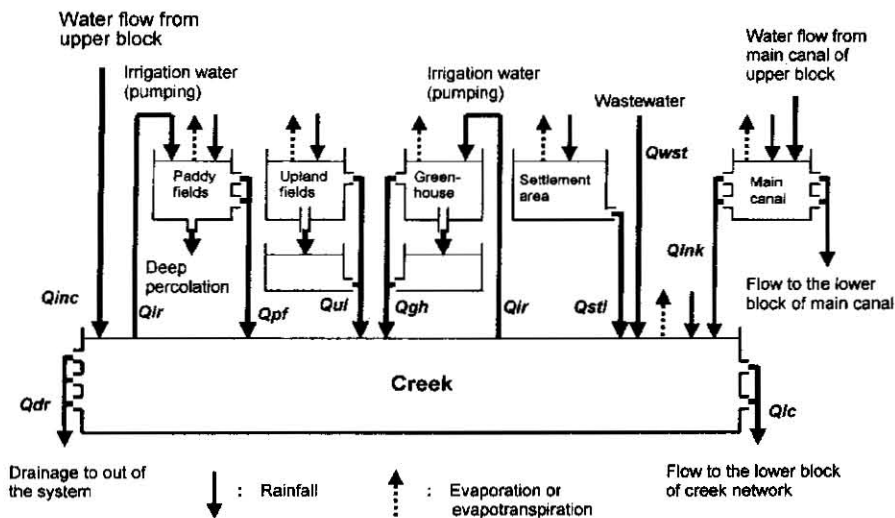 Water flow from
upper block
Water flow from
main canal of
upper block
Irrigation water
(pumping)
Irrigation water
(pumping)
Wastewater
Qwst
Paddy
fields
Upland
fields
Green-
house
Settlement
area
Main
canal
Deep
percolation
Qinc
Qir
Qpf
Qul
Qgh
Qir
Qstl
Qink
Flow to the lower
block of main canal
Creek
Qdr
Qlc
Drainage to out of
the system
: Rainfall
: Evaporation or
evapotranspiration
Flow to the lower block
of creek network